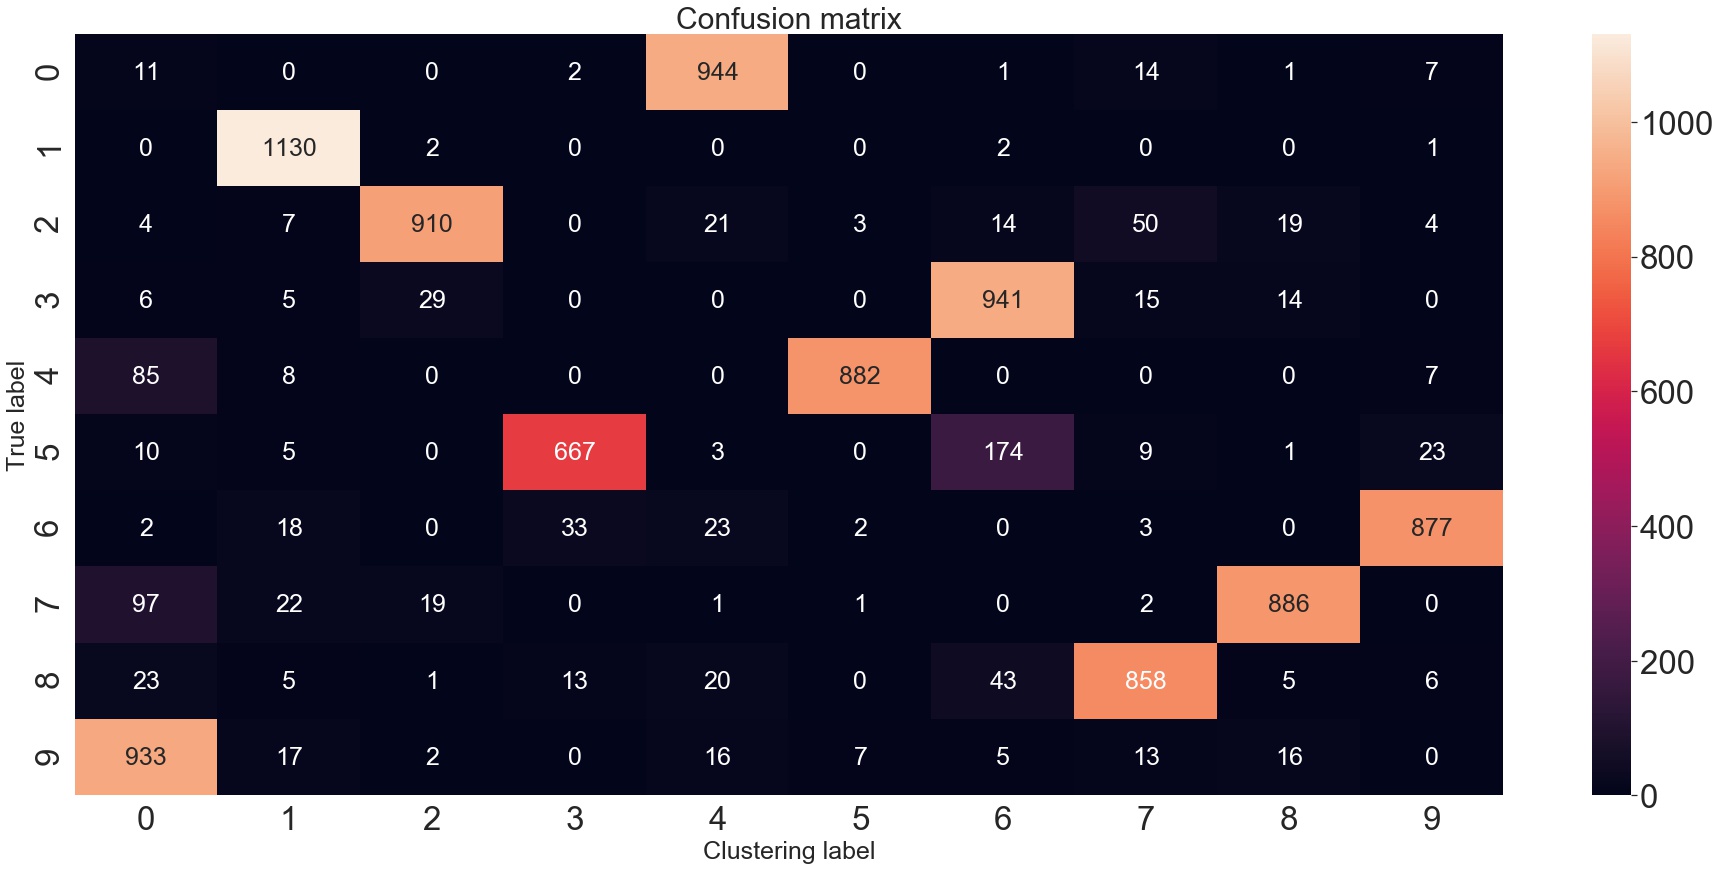 Confusion matrix
True label
0 11 0 0 2 944 0 1 14 1 7
1 0 1130 2 0 0 0 2 0 0 1
2 4 7 910 0 21 3 14 50 19 4
3 6 5 29 0 0 0 941 15 14 0
4 85 8 0 0 0 882 0 0 0 7
5 10 5 0 667 3 0 174 9 1 23
6 2 18 0 33 23 2 0 3 0 877
7 97 22 19 0 1 1 0 2 886 0
8 23 5 1 13 20 0 43 858 5 6
9 933 17 2 0 16 7 5 13 16 0
0 1 2 3 4 5 6 7 8 9
Clustering label
1000
800
600
400
200
0